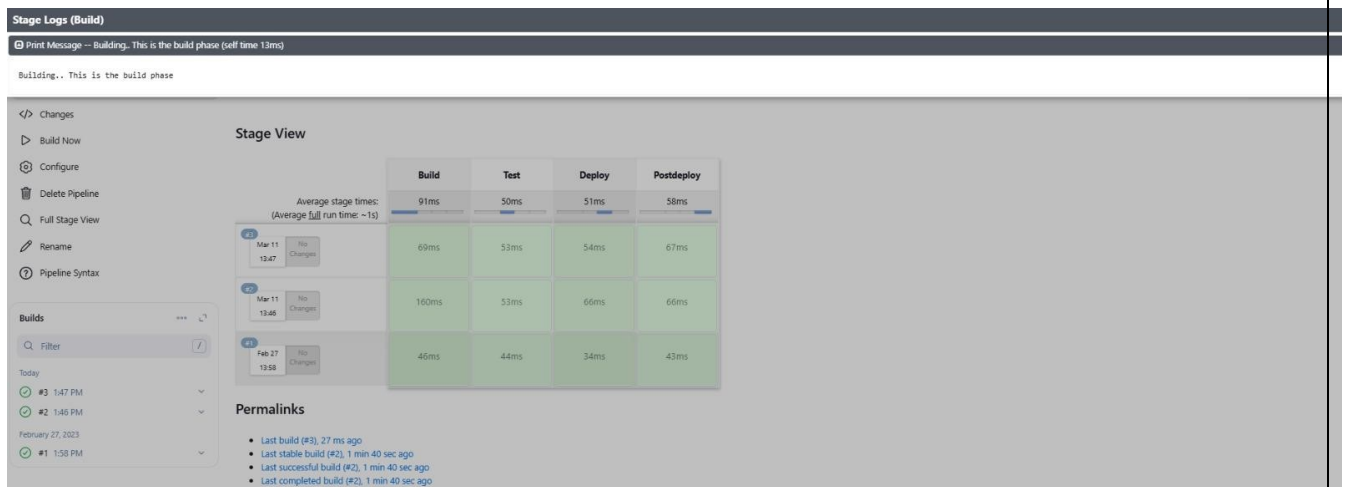 Stage Logs (Build)
Print Message -- Building.. This is the build phase (self time 13ms)
Building.. This is the build phase
</> Changes
Build Now
Configure
Delete Pipeline
Full Stage View
Rename
Pipeline Syntax
Builds
Filter /
Today
#3 1:47 PM
#2 1:46 PM
February 27, 2023
#1 1:58 PM
Stage View
Build Test Deploy Postdeploy
Average stage times: 91ms 50ms 51ms 58ms
(Average full run time: ~1s)
#3
Mar 11 No
13:47 Changes
69ms 53ms 54ms 67ms
#2
Mar 11 No
13:46 Changes
160ms 53ms 66ms 66ms
#1
Feb 27 No
13:58 Changes
46ms 44ms 34ms 43ms
Permalinks
Last build (#3), 27 ms ago
Last stable build (#2), 1 min 40 sec ago
Last successful build (#2), 1 min 40 sec ago
Last completed build (#2), 1 min 40 sec ago